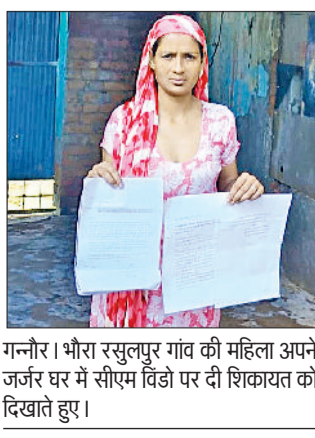 गन्नौर। भौरा रसुलपुर गांव की महिला अपने
जर्जर घर में सीएम विंडो पर दी शिकायत को
दिखाते हुए।